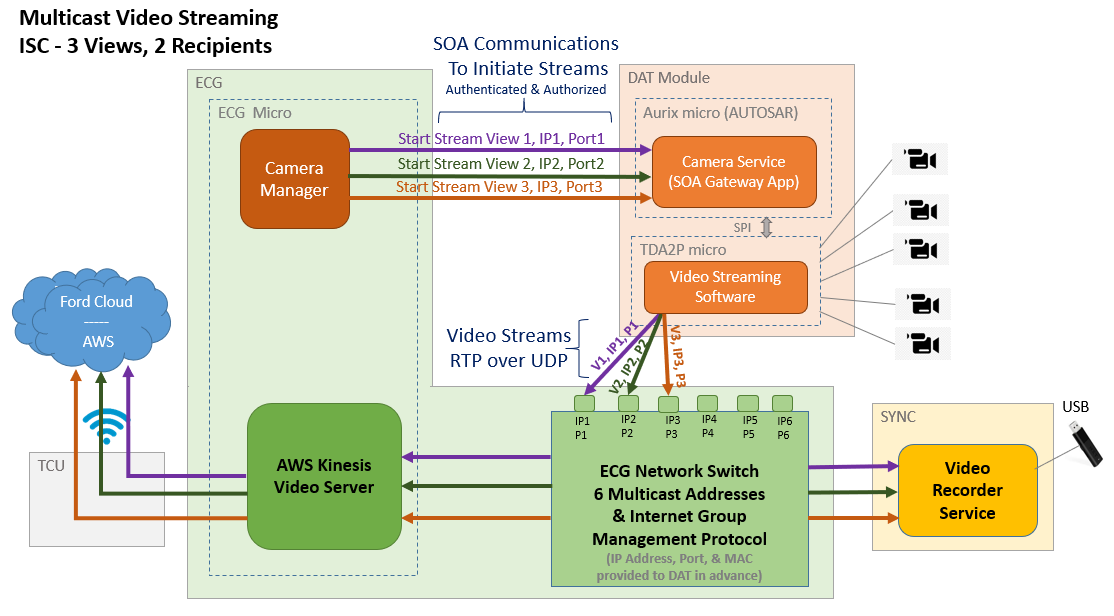 Multicast Video Streaming
ISC - 3 Views, 2 Recipients
SOA Communications
To Initiate Streams
Authenticated & Authorized
ECG
ECG Micro
Camera
Manager
Start Stream View 1, IP1, Port1
Start Stream View 2, IP2, Port2
Start Stream View 3, IP3, Port3
DAT Module
Aurix micro (AUTOSAR)
Camera Service
(SOA Gateway App)
SPI
TDA2P micro
Video Streaming
Software
Ford Cloud
-----
AWS
Video Streams
RTP over UDP
V1, IP1, P1
V2, IP2, P2
V3, IP3, P3
IP1
P1
IP2
P2
IP3
P3
IP4
P4
IP5
P5
IP6
P6
TCU
AWS Kinesis
Video Server
ECG Network Switch
6 Multicast Addresses
& Internet Group
Management Protocol
(IP Address, Port, & MAC
provided to DAT in advance)
SYNC
Video
Recorder
Service
USB